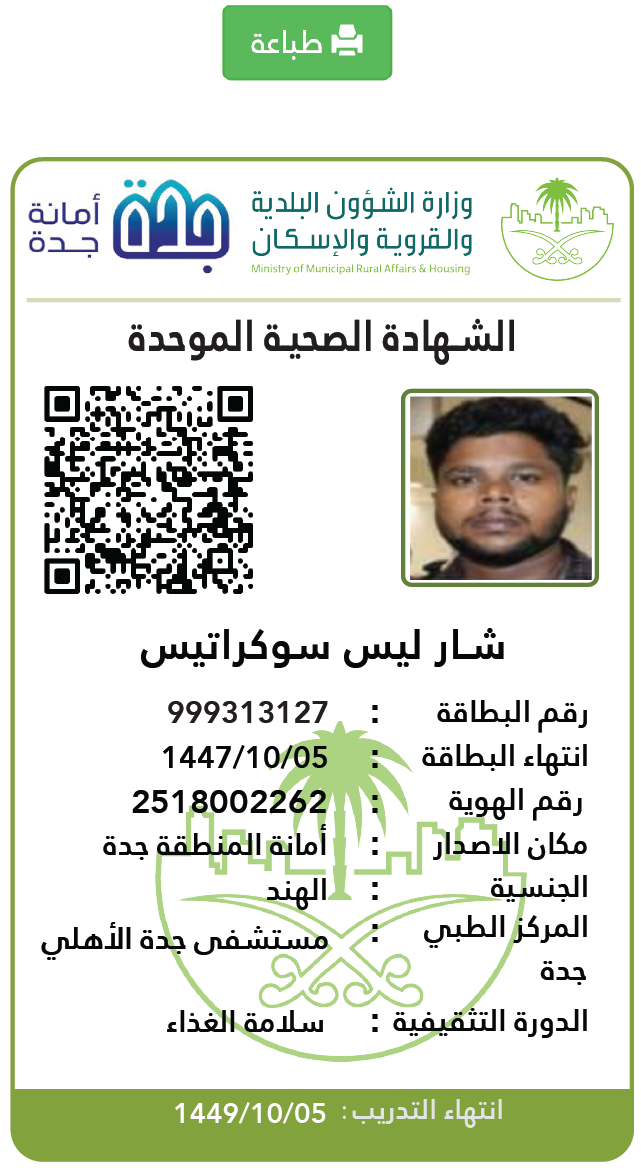 طباعة
أمانة
جدة
جدة
وزارة الشؤون البلدية
والقروية والإسكان
Ministry of Municipal Rural Affairs & Housing
الشهادة الصحية الموحدة
شار ليس سوكراتيس
رقم البطاقة : 999313127
انتهاء البطاقة : 1447/10/05
رقم الهوية : 2518002262
مكان الاصدار : أمانة المنطقة جدة
الجنسية : الهند
المركز الطبي : مستشفى جدة الأهلي
جدة
الدورة التثقيفية : سلامة الغذاء
انتهاء التدريب : 1449/10/05